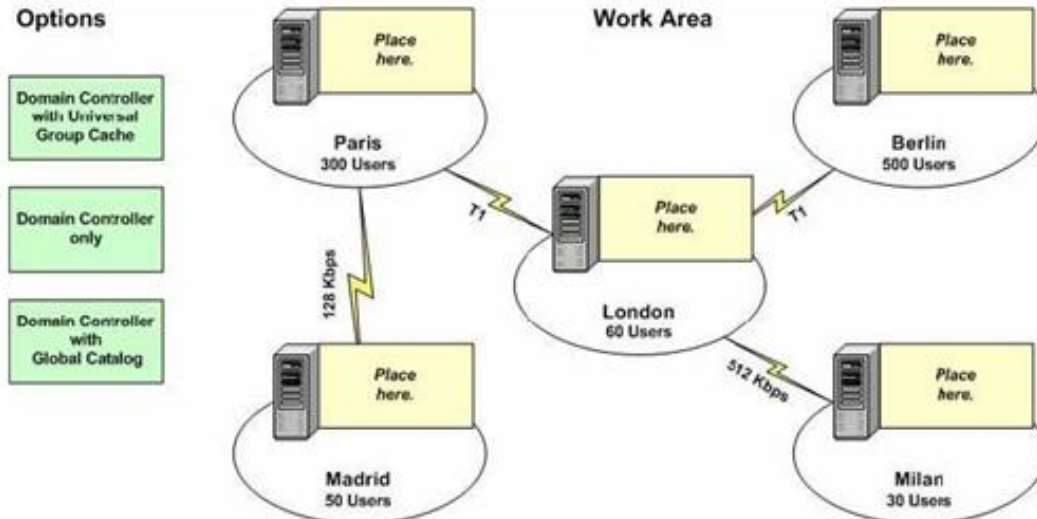 Options
Work Area
Domain Controller
with Universal
Group Cache
Domain Controller
only
Domain Controller
with
Global Catalog
Place
here.
Paris
300 Users
Place
here.
Berlin
500 Users
T1
T1
Place
here.
London
60 Users
128 Kbps
512 Kbps
Place
here.
Madrid
50 Users
Place
here.
Milan
30 Users